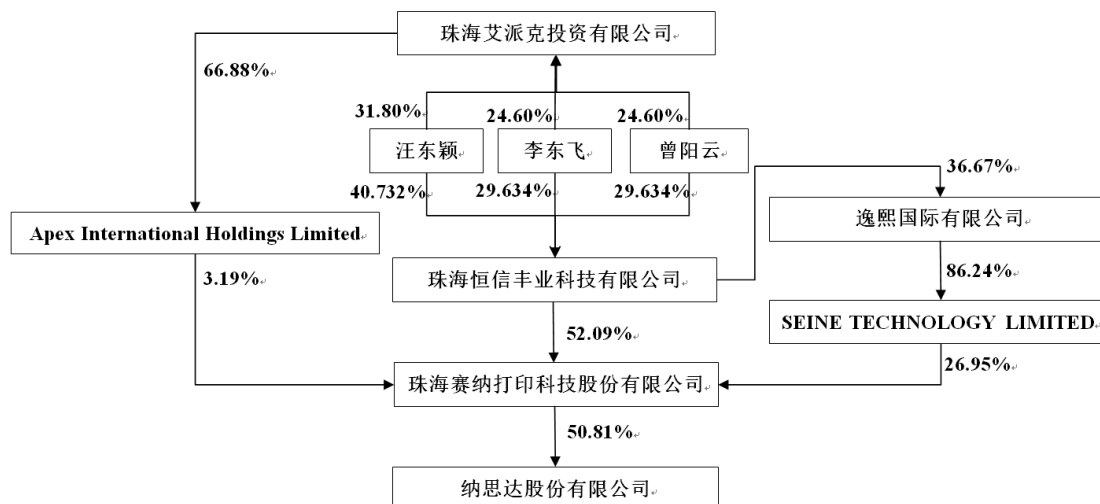 珠海艾派克投资有限公司
66.88%
31.80%
24.60%
24.60%
汪东颖
李东飞
曾阳云
36.67%
40.732%
29.634%
29.634%
Apex International Holdings Limited
逸熙国际有限公司
3.19%
珠海恒信丰业科技有限公司
86.24%
SEINE TECHNOLOGY LIMITED
52.09%
26.95%
珠海赛纳打印科技股份有限公司
50.81%
纳思达股份有限公司